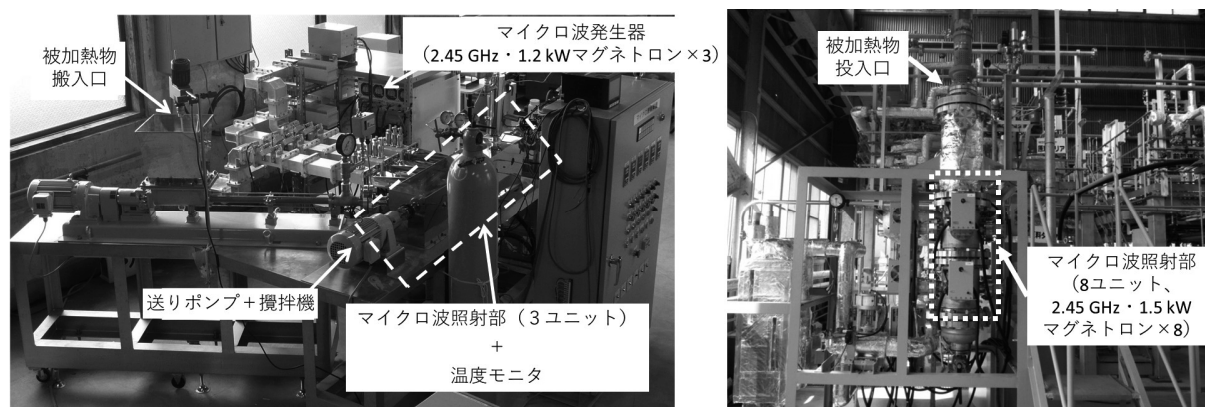 被加熱物
搬入口
マイクロ波発生器
（2.45 GHz・1.2 kWマグネトロン×3）
送りポンプ＋攪拌機
マイクロ波照射部（３ユニット）
+
温度モニタ
被加熱物
投入口
マイクロ波照射部
（8ユニット、
2.45 GHz・1.5 kW
マグネトロン×8）